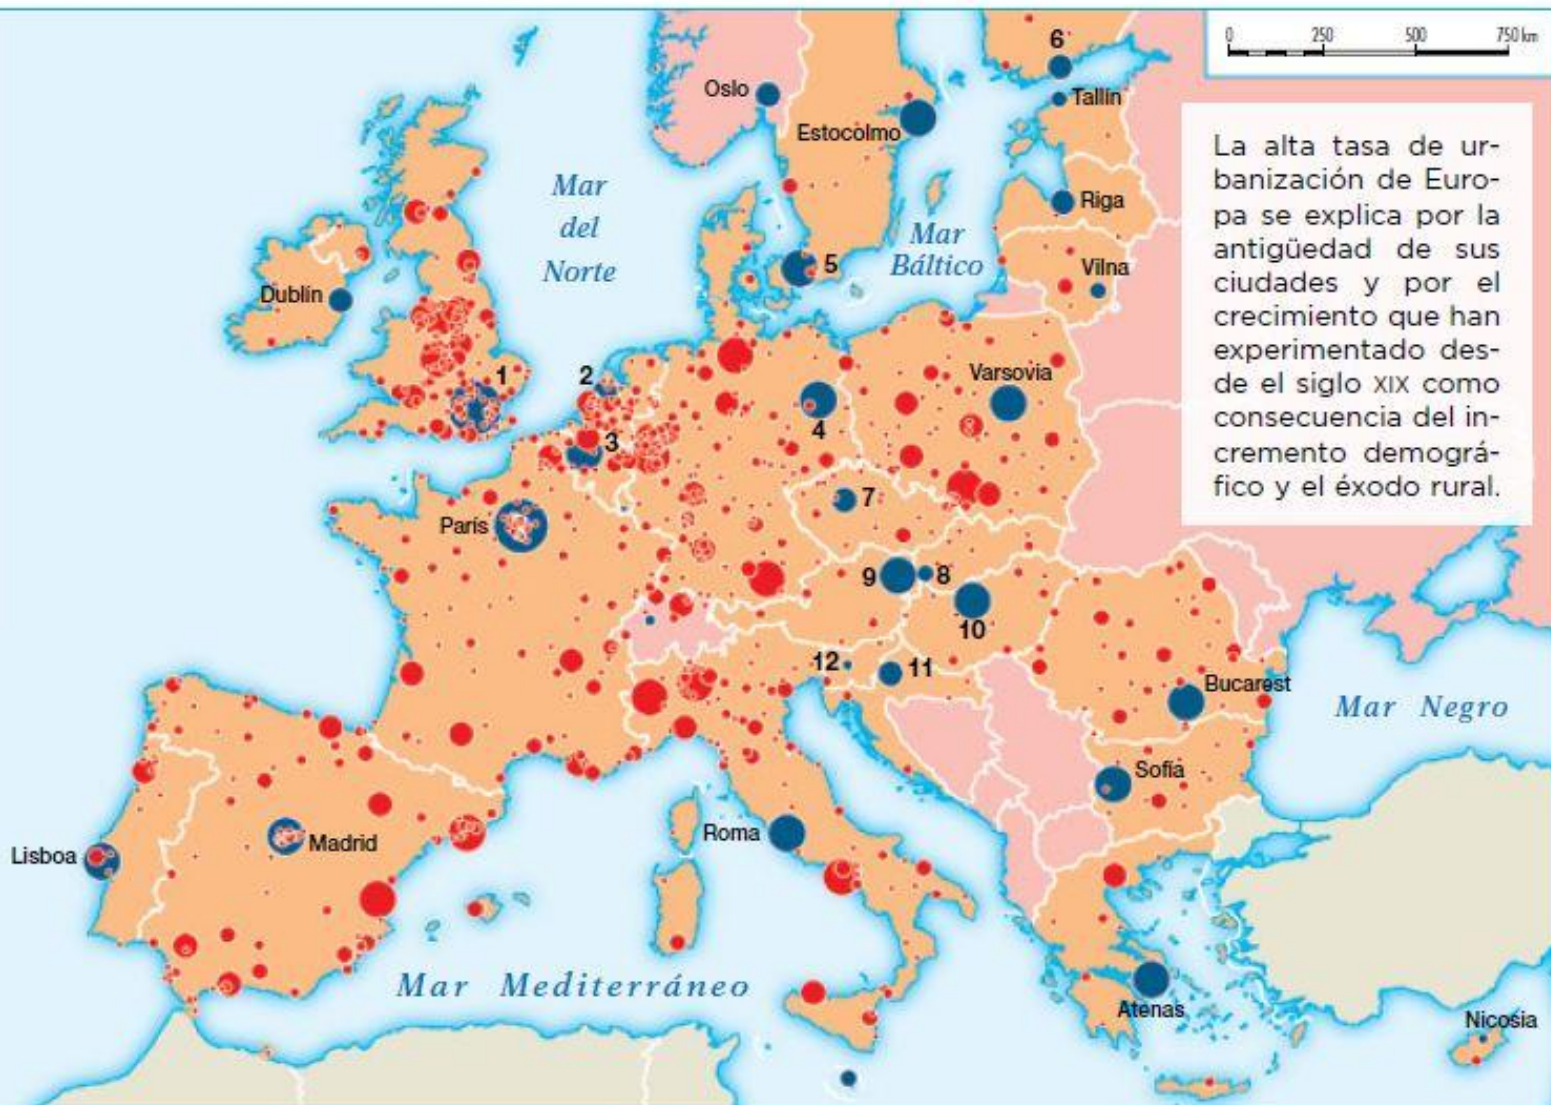 0 250 500 750 km
6
Oslo
Tallín
Estocolmo
La alta tasa de ur-
banización de Euro-
pa se explica por la
antigüedad de sus
ciudades y por el
crecimiento que han
experimentado des-
de el siglo XIX como
consecuencia del in-
cremento demográ-
fico y el éxodo rural.
Mar
del
Norte
Riga
Mar
Báltico
5
Vilna
Dublín
1
2
Varsovia
3
4
7
París
9
8
10
12
11
Bucarest
Mar Negro
Sofía
Roma
Madrid
Lisboa
Mar Mediterráneo
Atenas
Nicosia